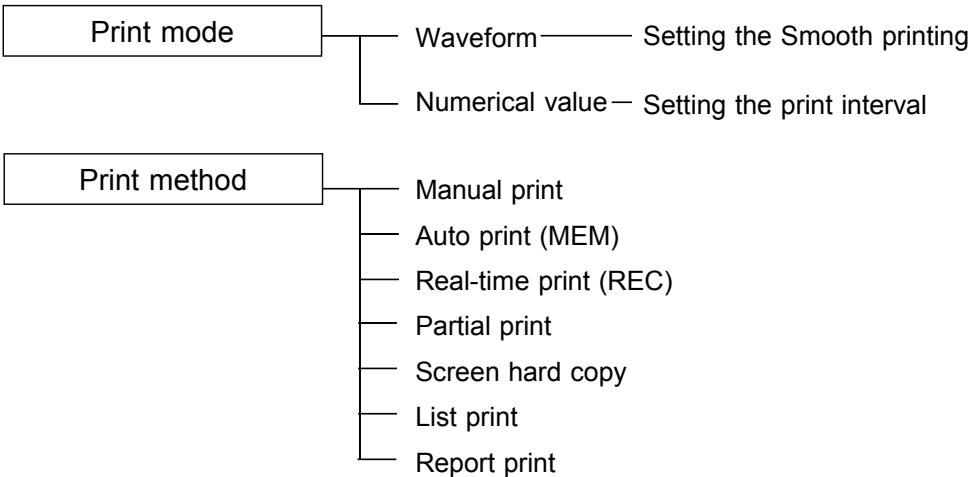 Print mode
Waveform Setting the Smooth printing
Numerical value Setting the print interval
Print method
Manual print
Auto print (MEM)
Real-time print (REC)
Partial print
Screen hard copy
List print
Report print